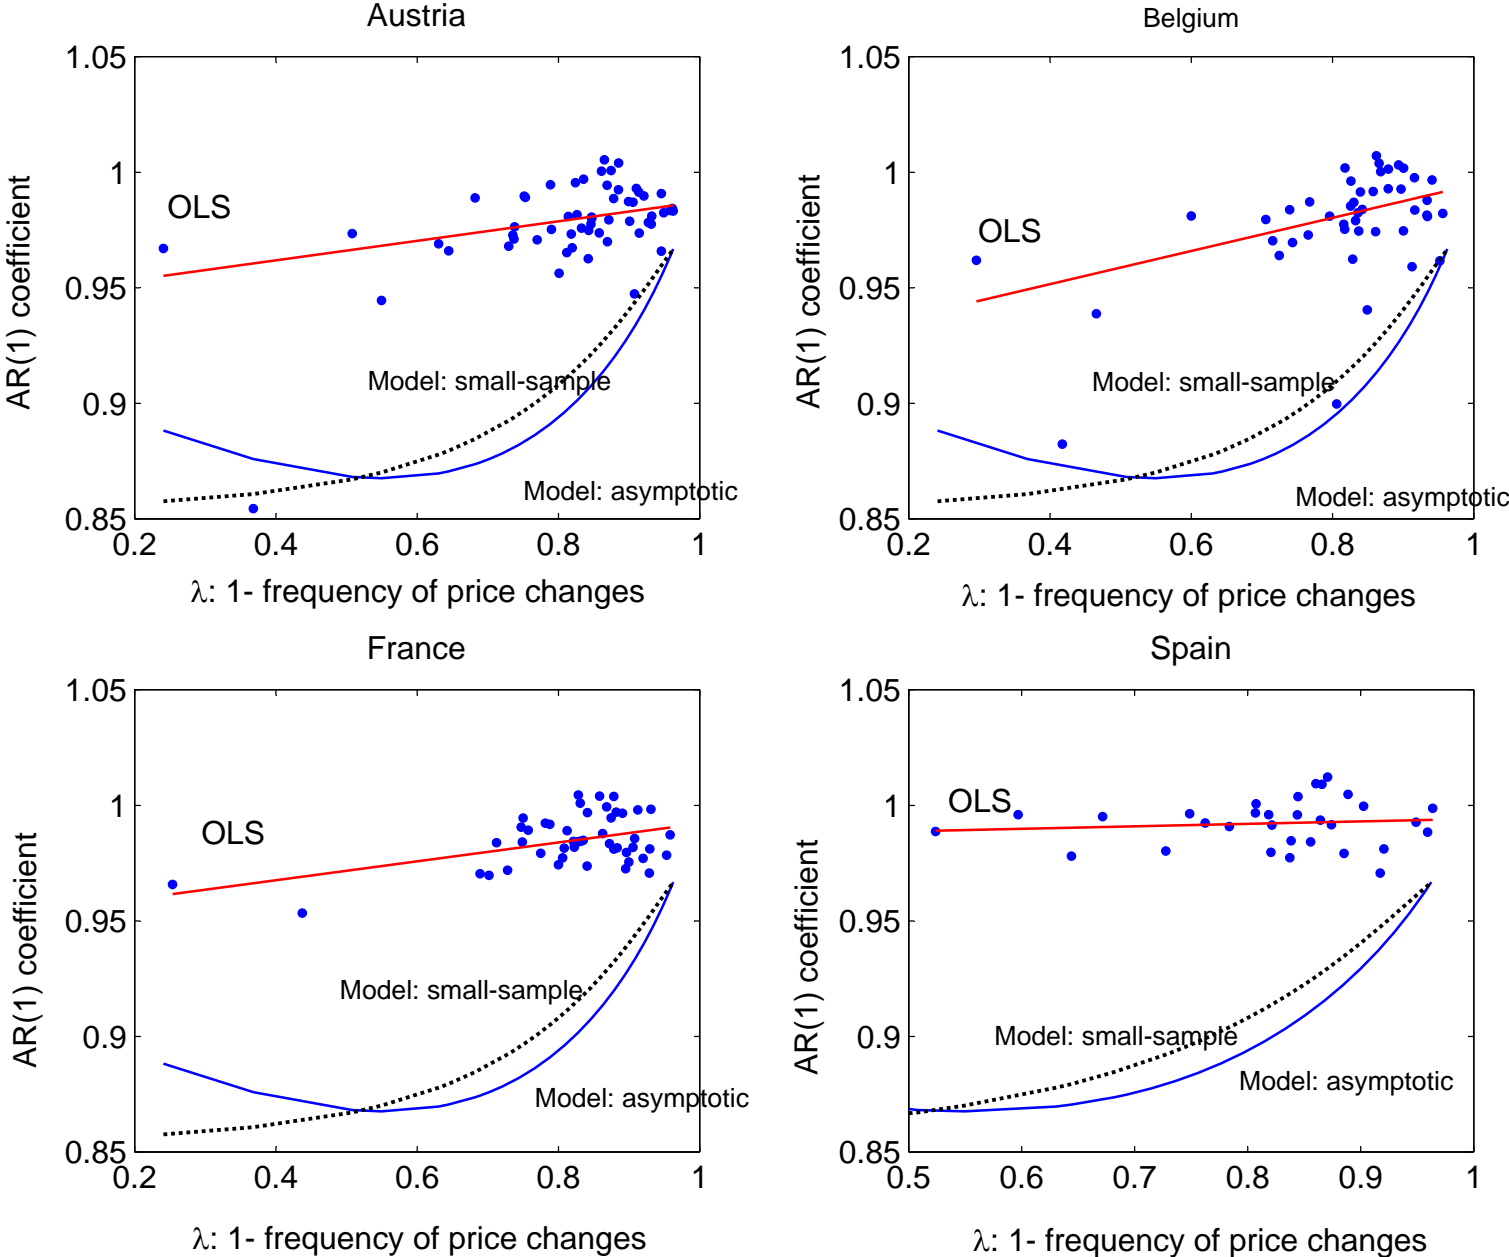 Austria
1.05
1
0.95
0.9
0.85
AR(1) coefficient
OLS
Model: small-sample
Model: asymptotic
0.2 0.4 0.6 0.8 1
λ: 1- frequency of price changes
Belgium
1.05
1
0.95
0.9
0.85
AR(1) coefficient
OLS
Model: small-sample
Model: asymptotic
0.2 0.4 0.6 0.8 1
λ: 1- frequency of price changes
France
1.05
1
0.95
0.9
0.85
AR(1) coefficient
OLS
Model: small-sample
Model: asymptotic
0.2 0.4 0.6 0.8 1
λ: 1- frequency of price changes
Spain
1.05
1
0.95
0.9
0.85
AR(1) coefficient
OLS
Model: small-sample
Model: asymptotic
0.5 0.6 0.7 0.8 0.9 1
λ: 1- frequency of price changes